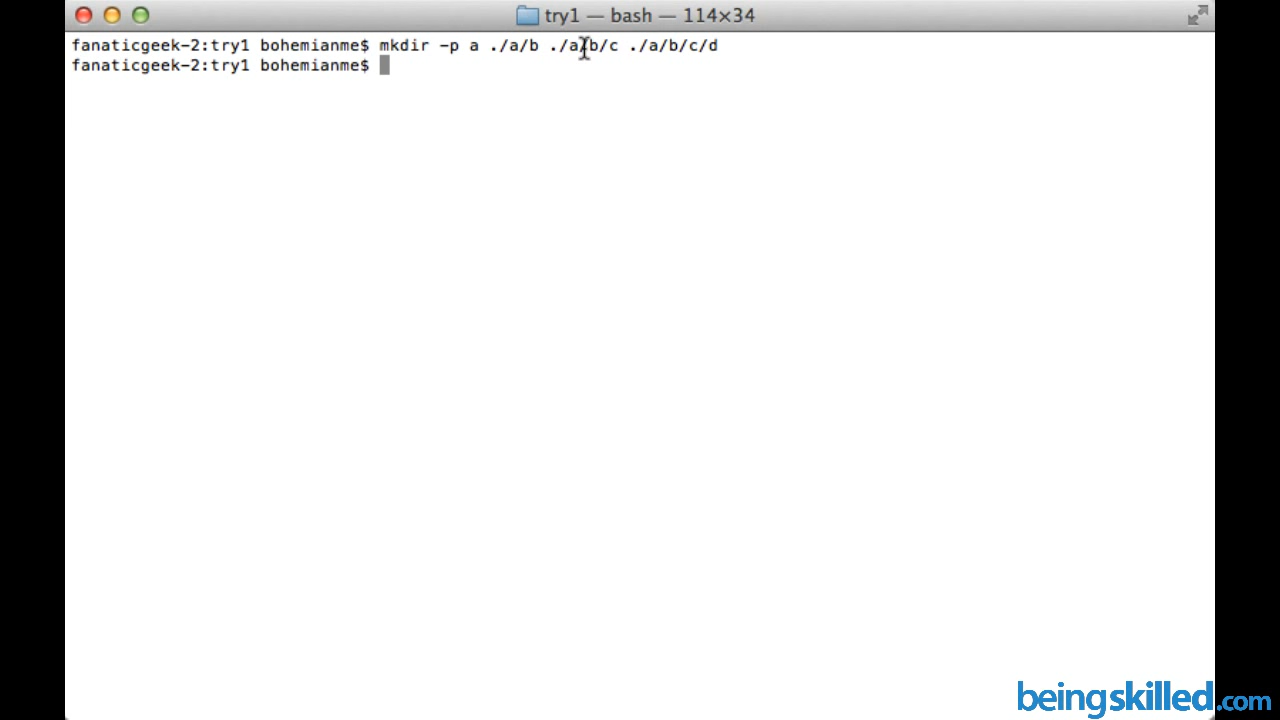 try1 — bash — 114×34
fanaticgeek-2:try1 bohemianme$ mkdir -p a ./a/b ./a/b/c ./a/b/c/d
fanaticgeek-2:try1 bohemianme$
beingskilled.com